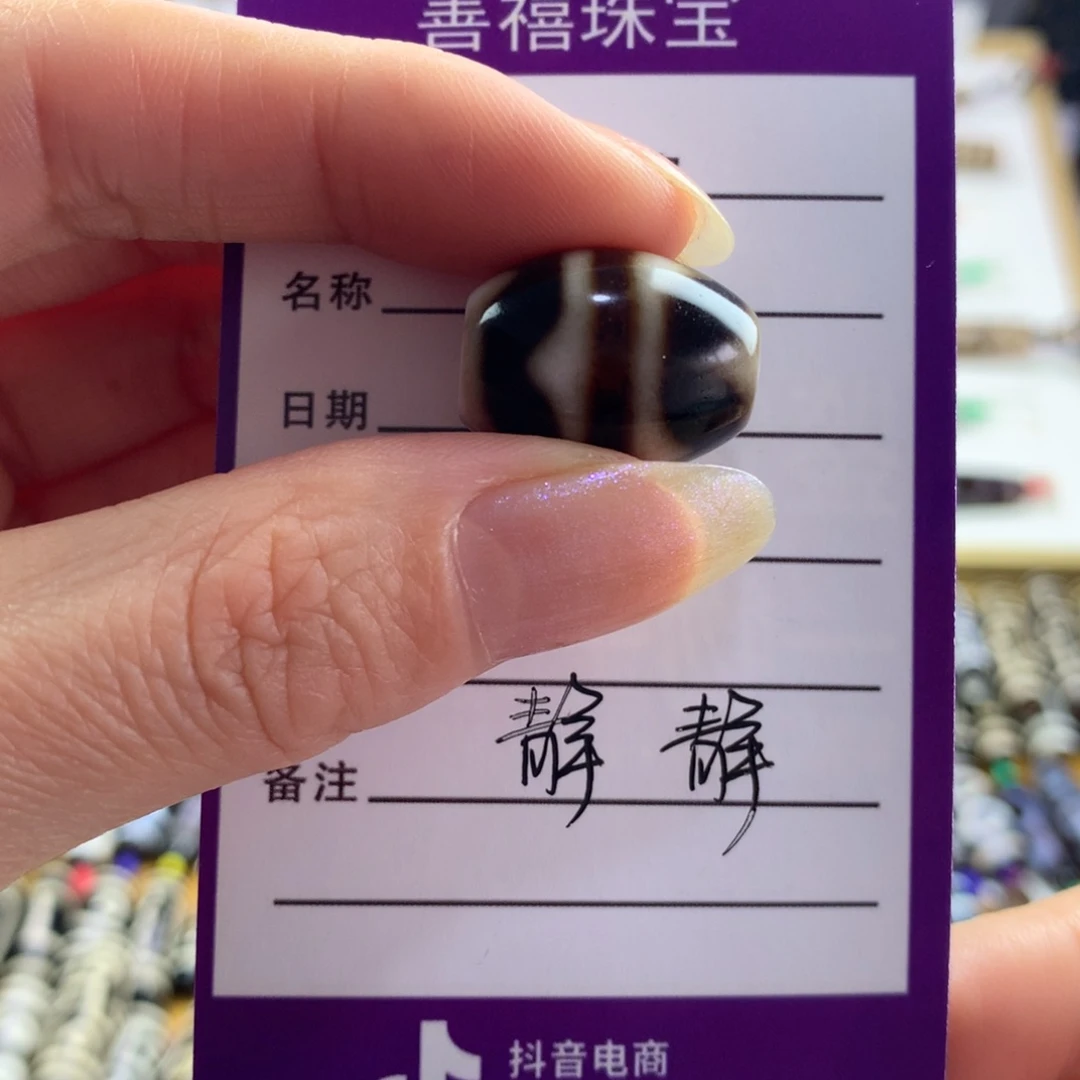 善禧珠宝
名称
日期
备注 静 静
抖音电商